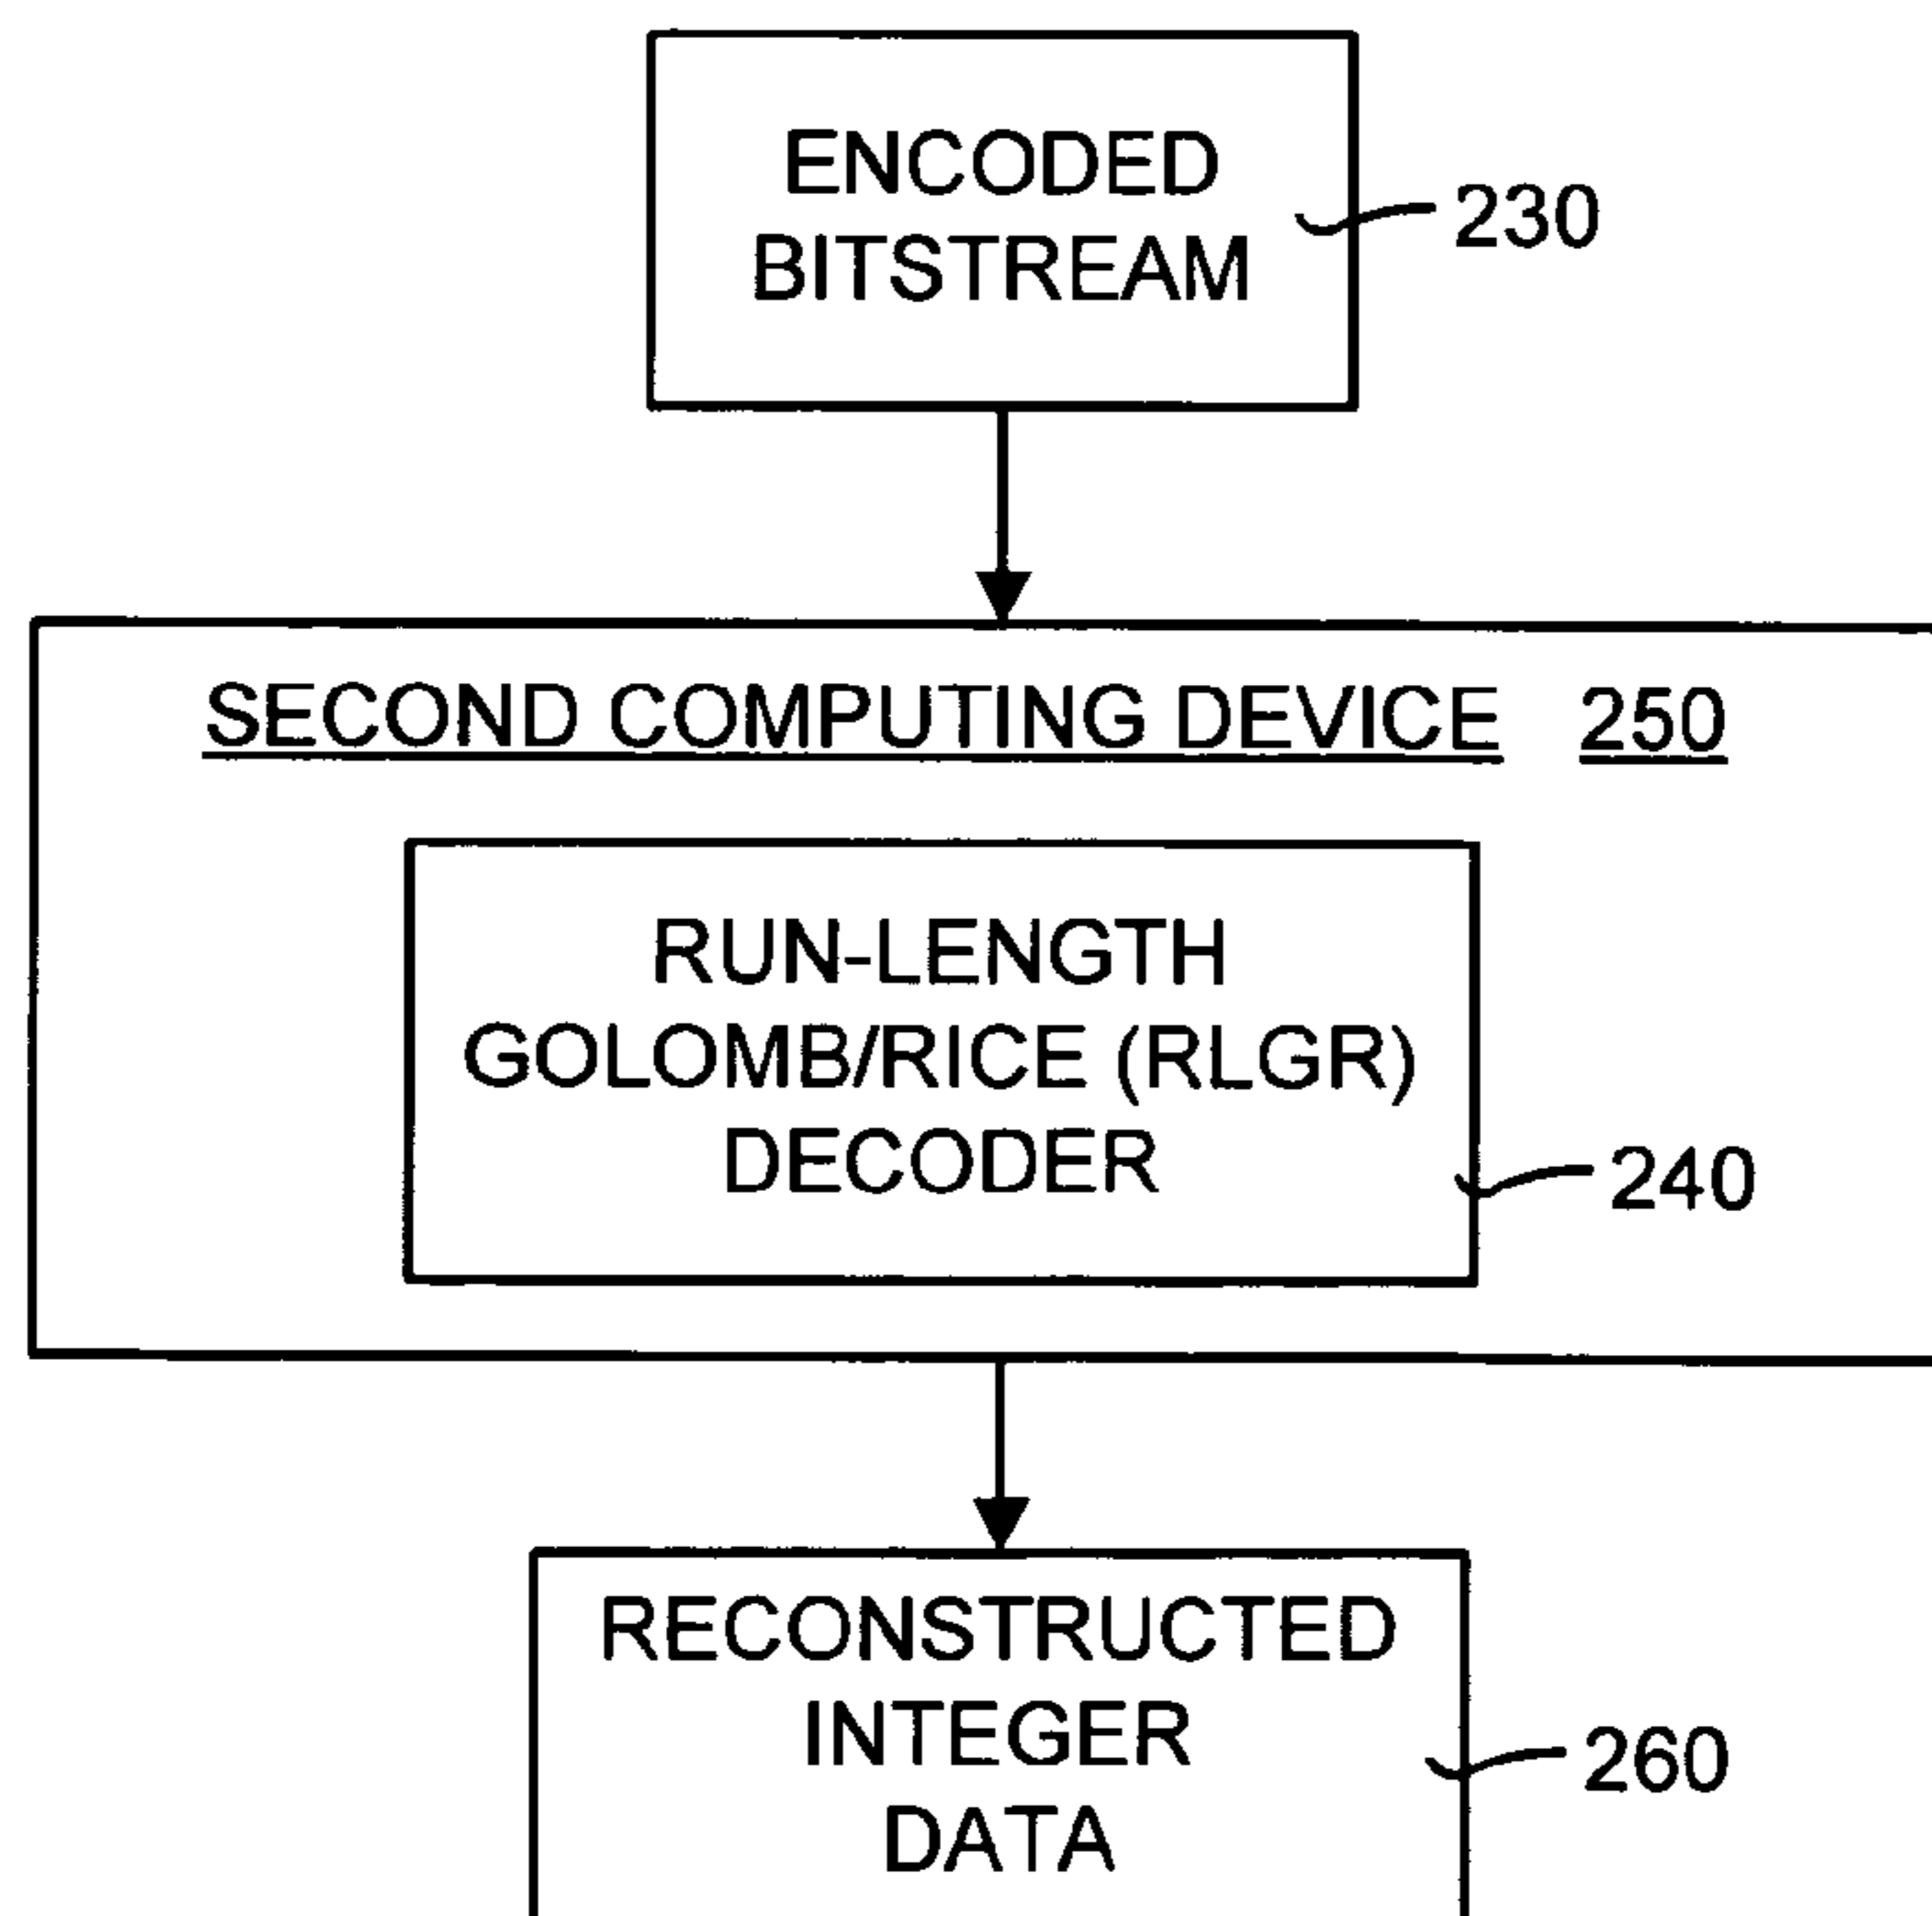 ENCODED
BITSTREAM
230
SECOND COMPUTING DEVICE 250
RUN-LENGTH
GOLOMB/RICE (RLGR)
DECODER
240
RECONSTRUCTED
INTEGER
DATA
260